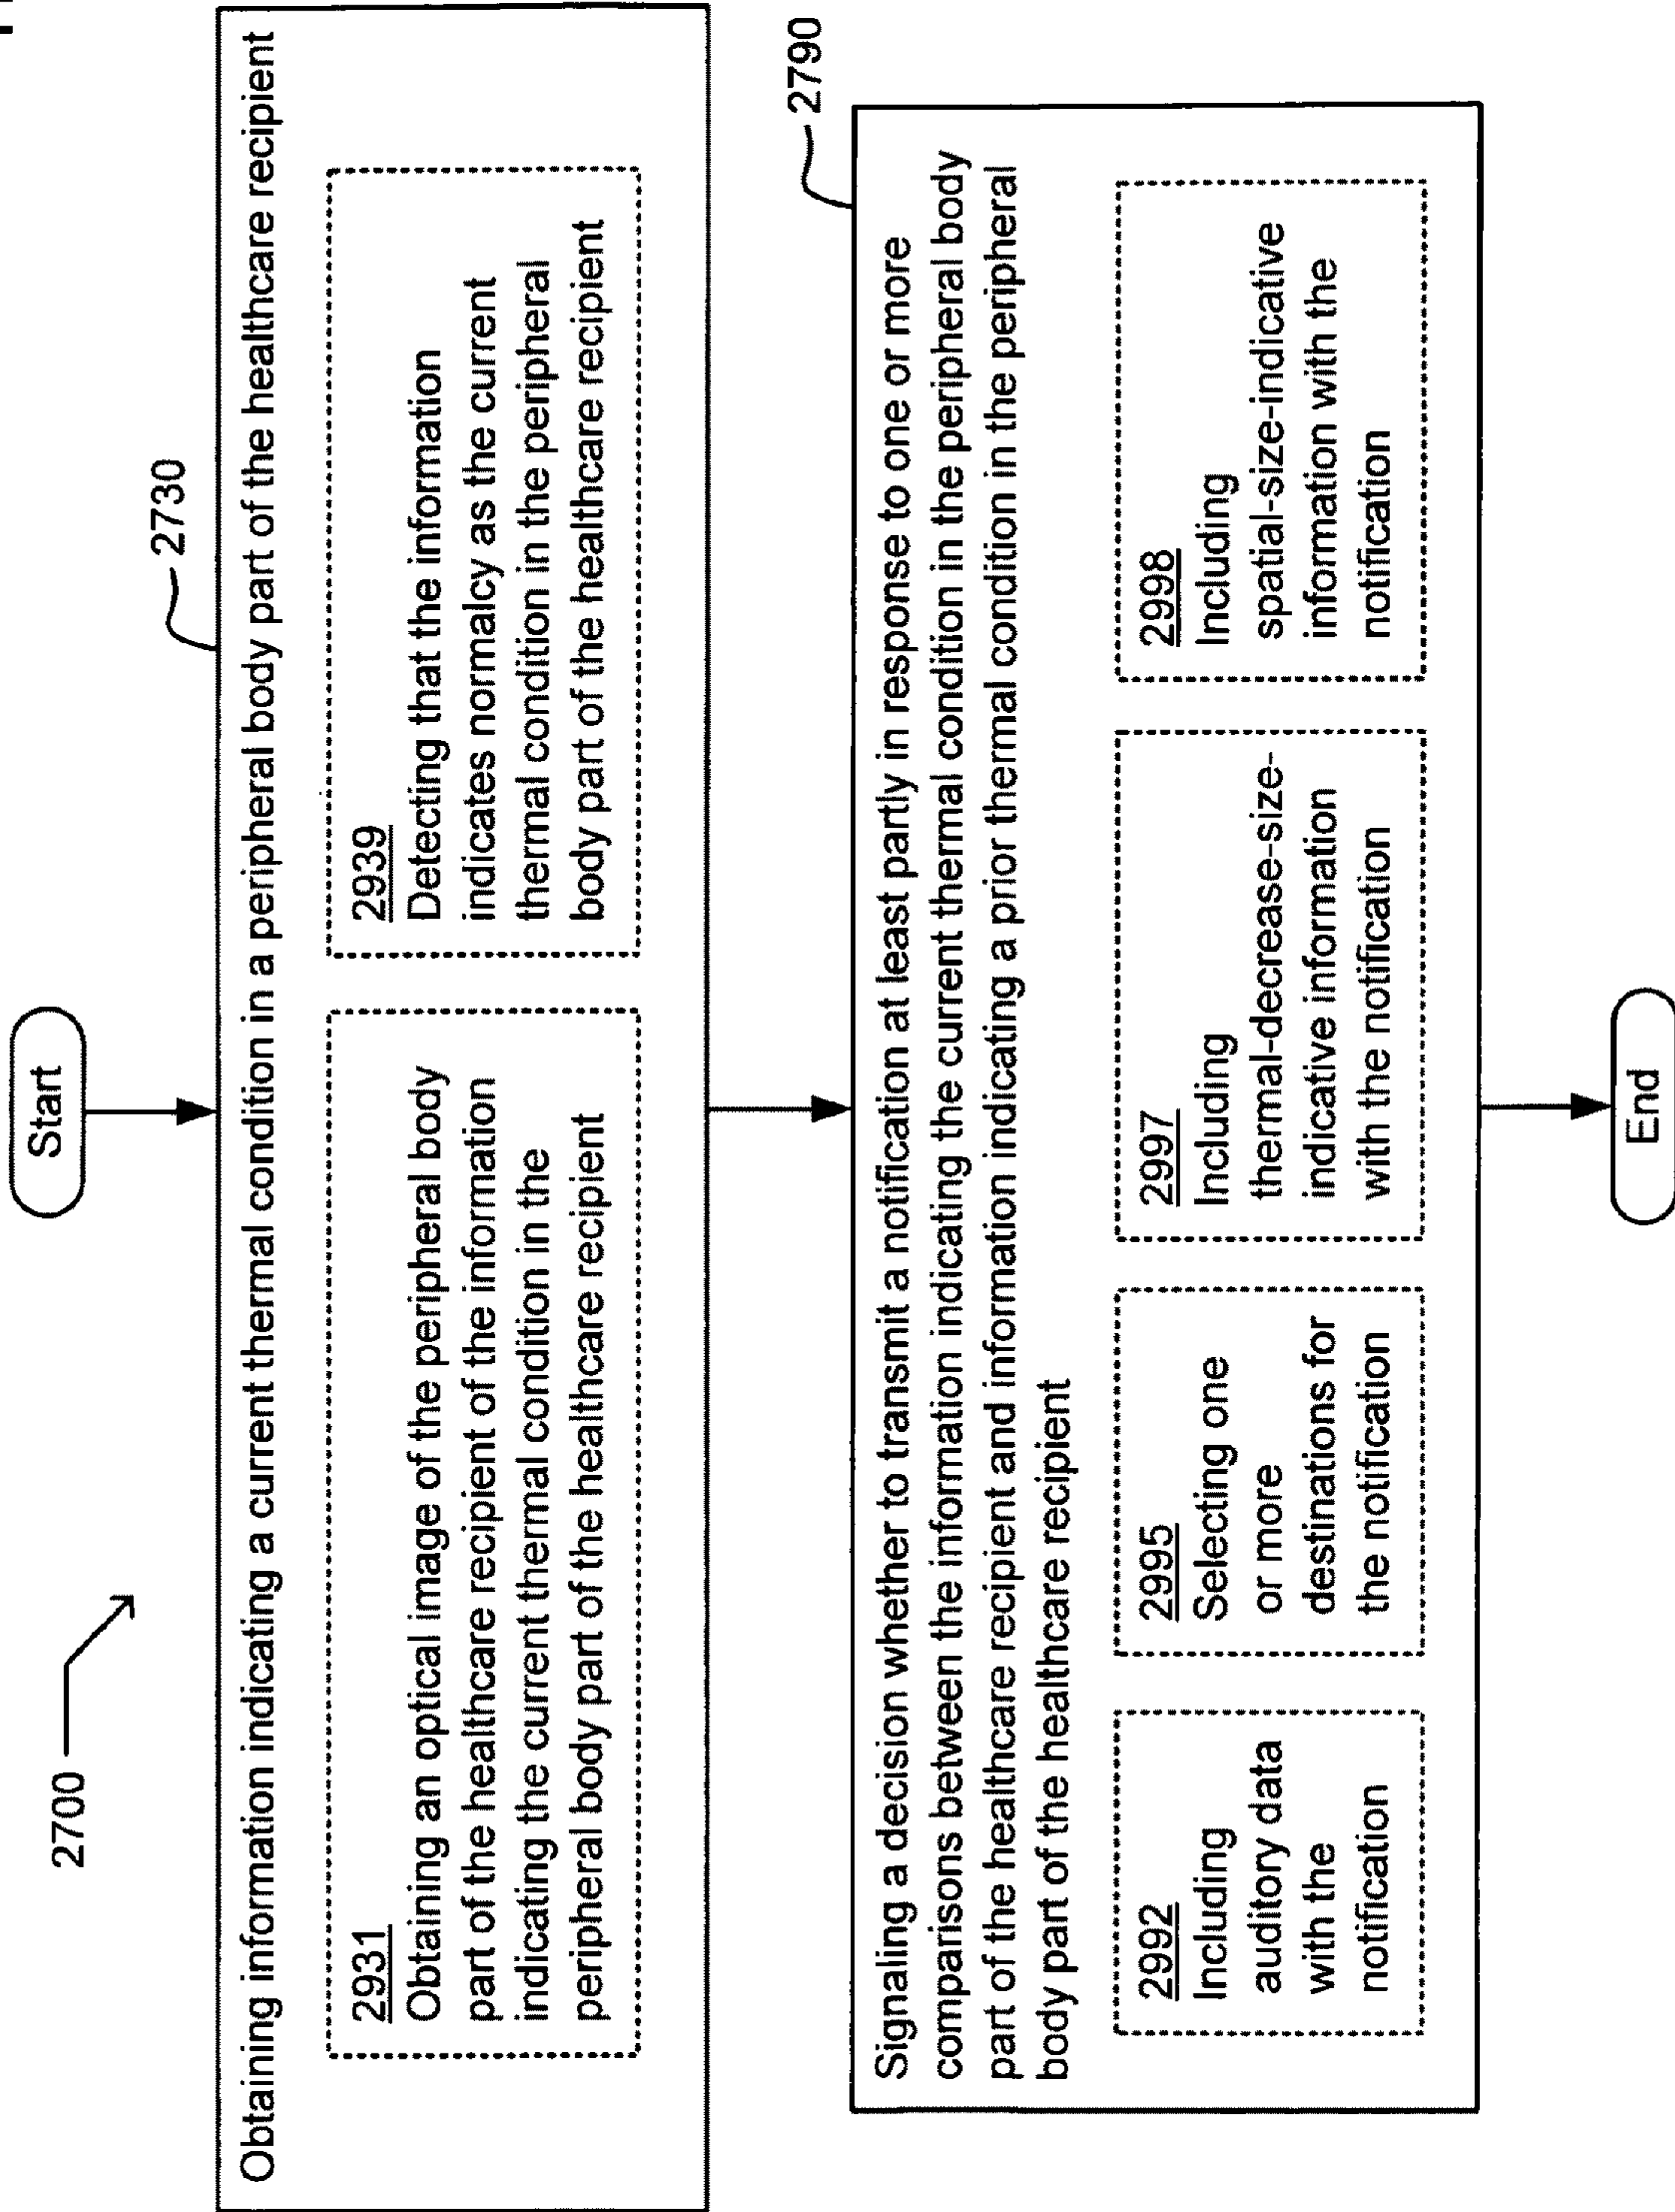 Start
2700
2730
Obtaining information indicating a current thermal condition in a peripheral body part of the healthcare recipient
2931
Obtaining an optical image of the peripheral body
part of the healthcare recipient of the information
indicating the current thermal condition in the
peripheral body part of the healthcare recipient
2939
Detecting that the information
indicates normalcy as the current
thermal condition in the peripheral
body part of the healthcare recipient
2790
Signaling a decision whether to transmit a notification at least partly in response to one or more
comparisons between the information indicating the current thermal condition in the peripheral body
part of the healthcare recipient and information indicating a prior thermal condition in the peripheral
body part of the healthcare recipient
2992
Including
auditory data
with the
notification
2995
Selecting one
or more
destinations for
the notification
2997
Including
thermal-decrease-size-
indicative information
with the notification
2998
Including
spatial-size-indicative
information with the
notification
End